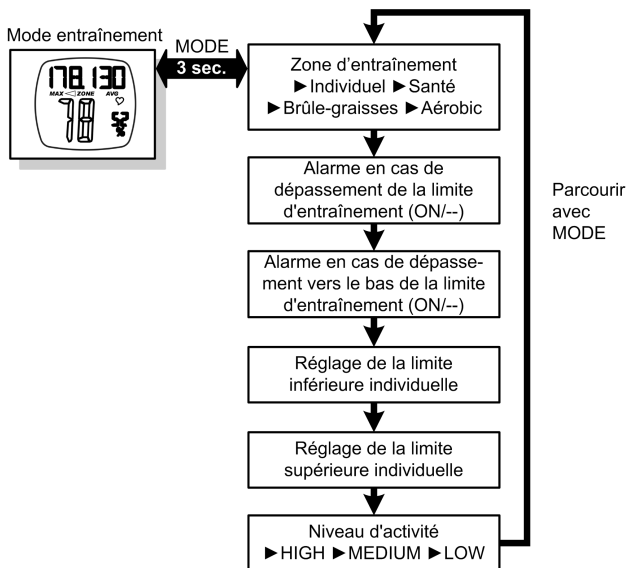 Mode entraînement
178.130
MAX ZONE AVG
78
52
%
MODE
3 sec.
Zone d'entraînement
►Individuel ►Santé
►Brûle-graisses ►Aérobic
Alarme en cas de
dépassement de la limite
d'entraînement (ON/--)
Alarme en cas de dépasse-
ment vers le bas de la limite
d'entraînement (ON/--)
Réglage de la limite
inférieure individuelle
Réglage de la limite
supérieure individuelle
Niveau d'activité
►HIGH ►MEDIUM ►LOW
Parcourir
avec
MODE